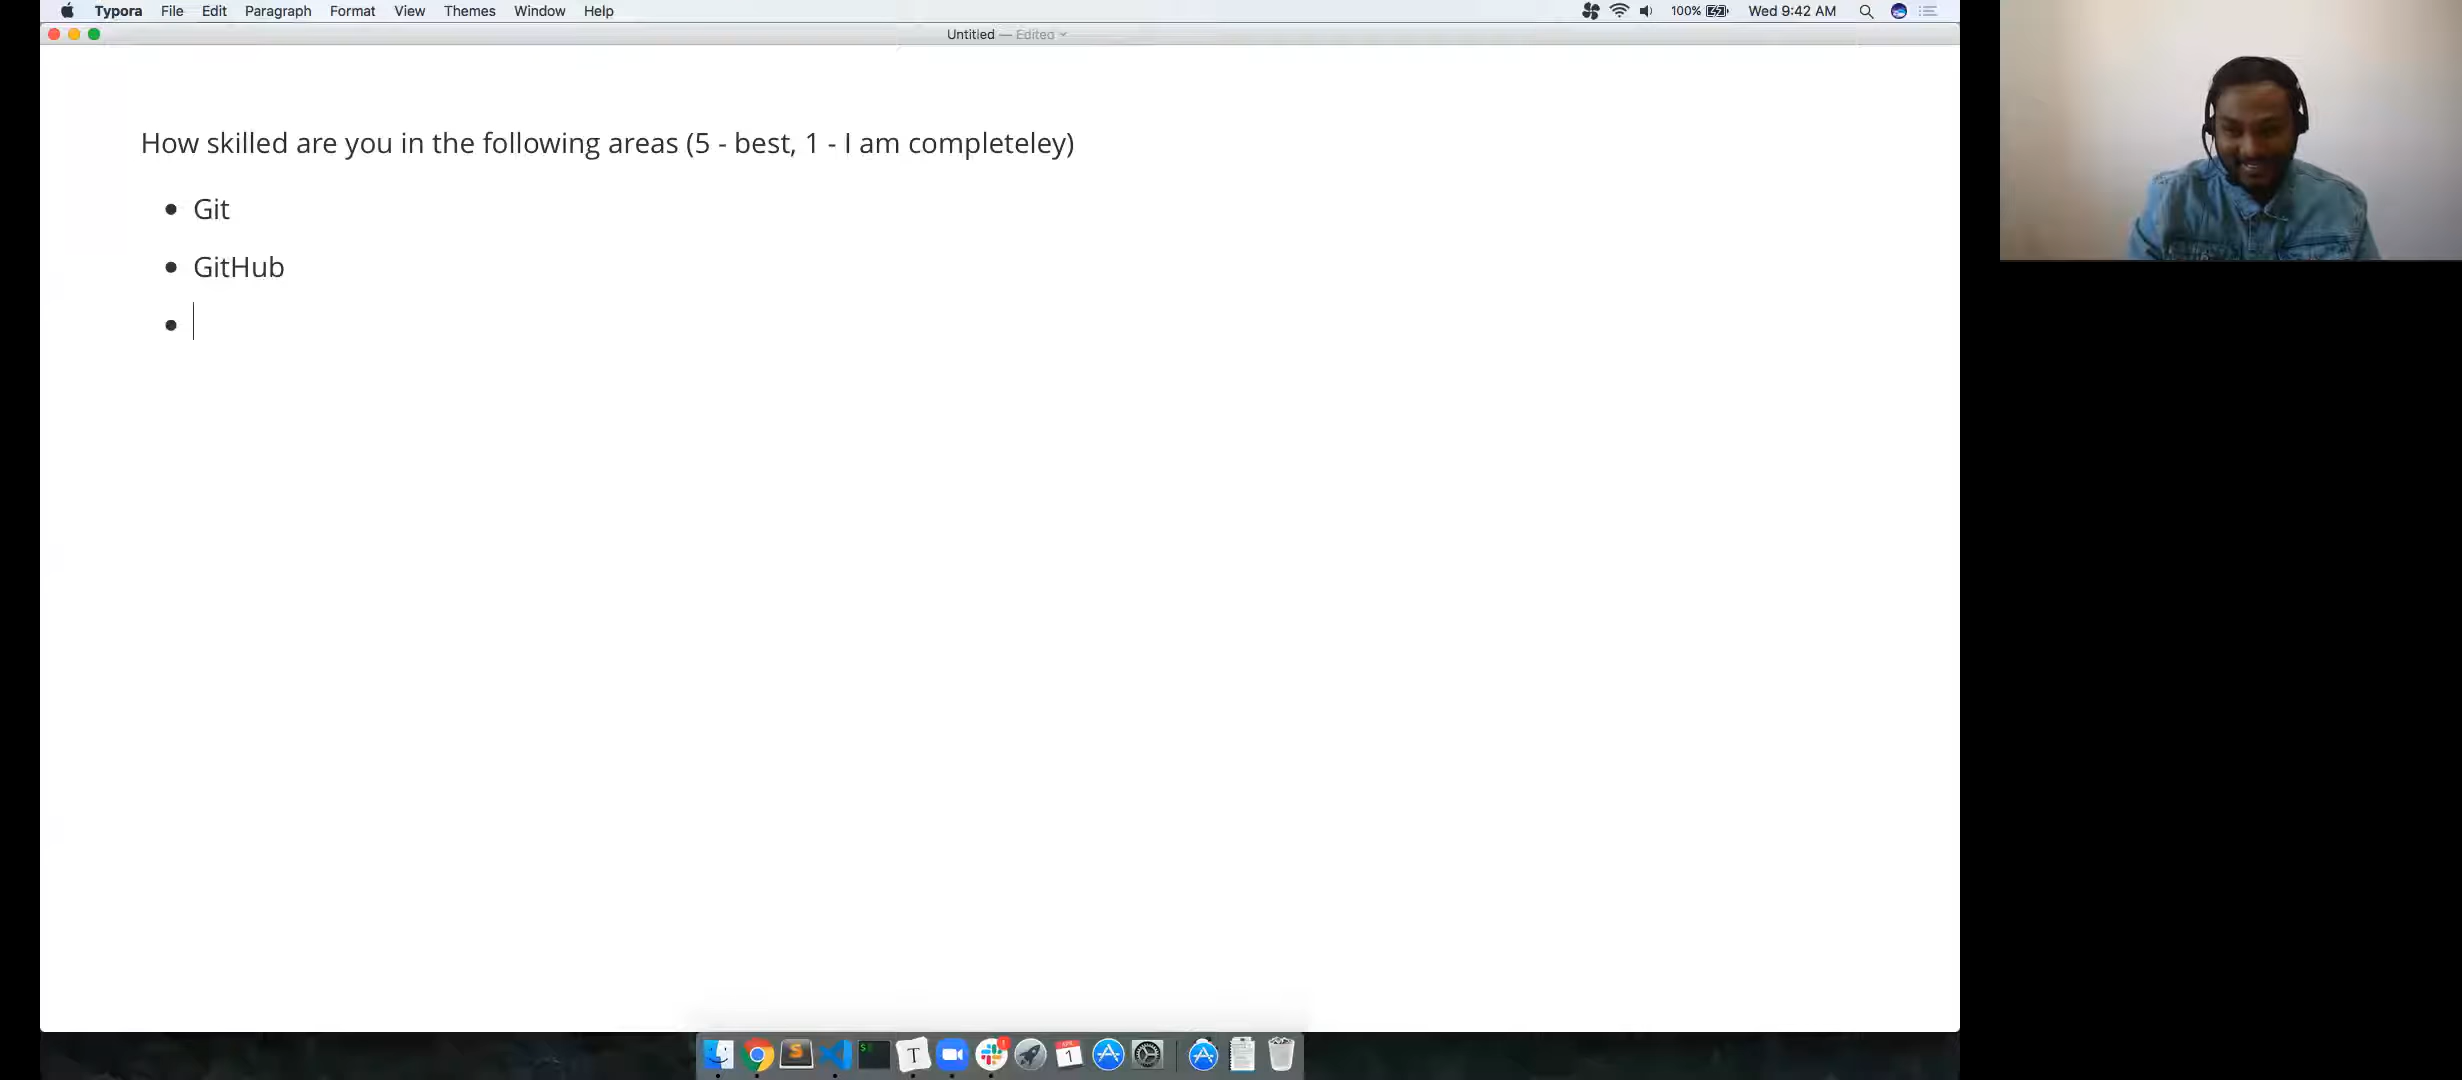 Typora File Edit Paragraph Format View Themes Window Help 100% Wed 9:42 AM
Untitled — Edited
How skilled are you in the following areas (5 - best, 1 - I am completeley)
Git
GitHub